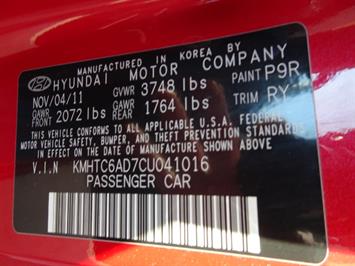 MANUFACTURED IN KOREA BY
HYUNDAI MOTOR COMPANY
NOV/04/11 GVWR 3748 lbs PAINT P9R
GAWR FRONT 2072 lbs GAWR REAR 1764 lbs TRIM RY
THIS VEHICLE CONFORMS TO ALL APPLICABLE U.S.A FEDERAL
MOTOR VEHICLE SAFETY, BUMPER, AND THEFT PREVENTION
STANDARDS IN EFFECT ON THE DATE OF MANUFACTURE SHOWN
ABOVE.
V.I.N KMHTC6AD7CU041016
PASSENGER CAR